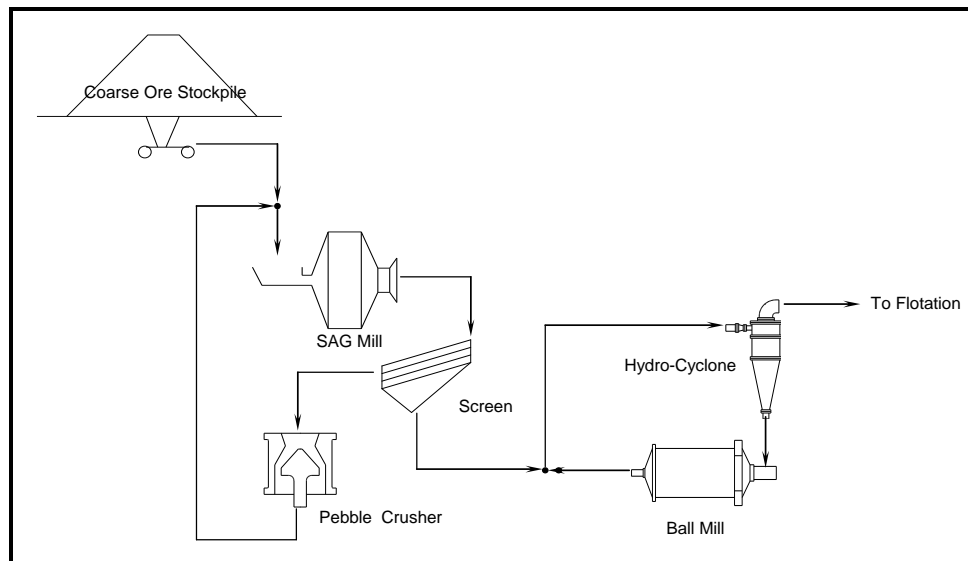 Coarse Ore Stockpile
SAG Mill
To Flotation
Hydro-Cyclone
Screen
Pebble Crusher
Ball Mill